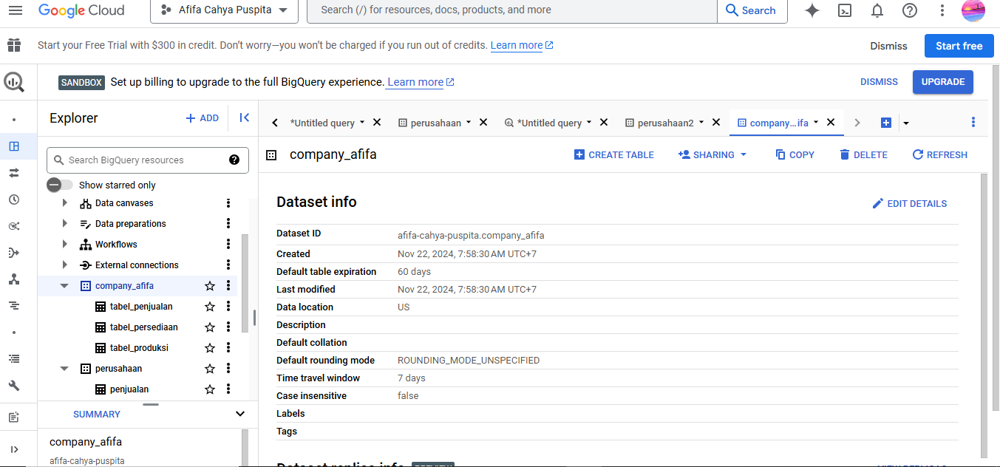 Google Cloud
Afifa Cahya Puspita
Search (/) for resources, docs, products, and more
Search
Start your Free Trial with $300 in credit. Don't worry—you won't be charged if you run out of credits. Learn more
Dismiss
Start free
SANDBOX Set up billing to upgrade to the full BigQuery experience. Learn more
DISMISS
UPGRADE
Explorer
+ ADD
Search BigQuery resources
Show starred only
Data canvases
Data preparations
Workflows
External connections
company_afifa
tabel_penjualan
tabel_persediaan
tabel_produksi
perusahaan
penjualan
SUMMARY
company_afifa
afifa-cahya-puspita
*Untitled query
perusahaan
*Untitled query
perusahaan2
company...ifa
company_afifa
CREATE TABLE
SHARING
COPY
DELETE
REFRESH
Dataset info
EDIT DETAILS
Dataset ID afifa-cahya-puspita.company_afifa
Created Nov 22, 2024, 7:58:30 AM UTC+7
Default table expiration 60 days
Last modified Nov 22, 2024, 7:58:30 AM UTC+7
Data location US
Description
Default collation
Default rounding mode ROUNDING_MODE_UNSPECIFIED
Time travel window 7 days
Case insensitive false
Labels
Tags
Dataset replica info